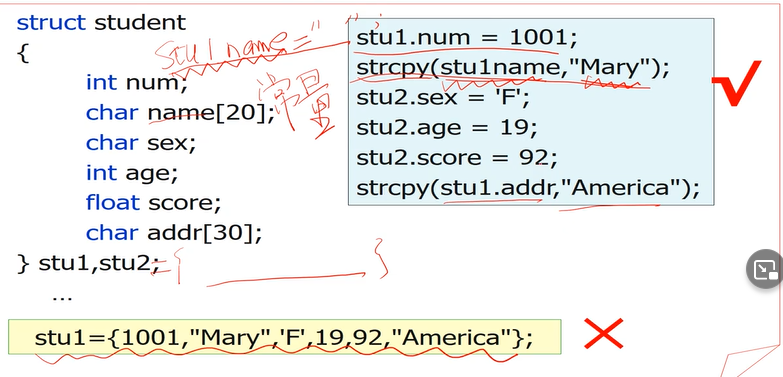 struct student
{
int num;
char name[20];
char sex;
int age;
float score;
char addr[30];
} stu1,stu2;
={ }
...
stu1name=" ";
常量
stu1.num = 1001;
strcpy(stu1name,"Mary");
stu2.sex = 'F';
stu2.age = 19;
stu2.score = 92;
strcpy(stu1.addr,"America");
stu1={1001,"Mary",'F',19,92,"America"};